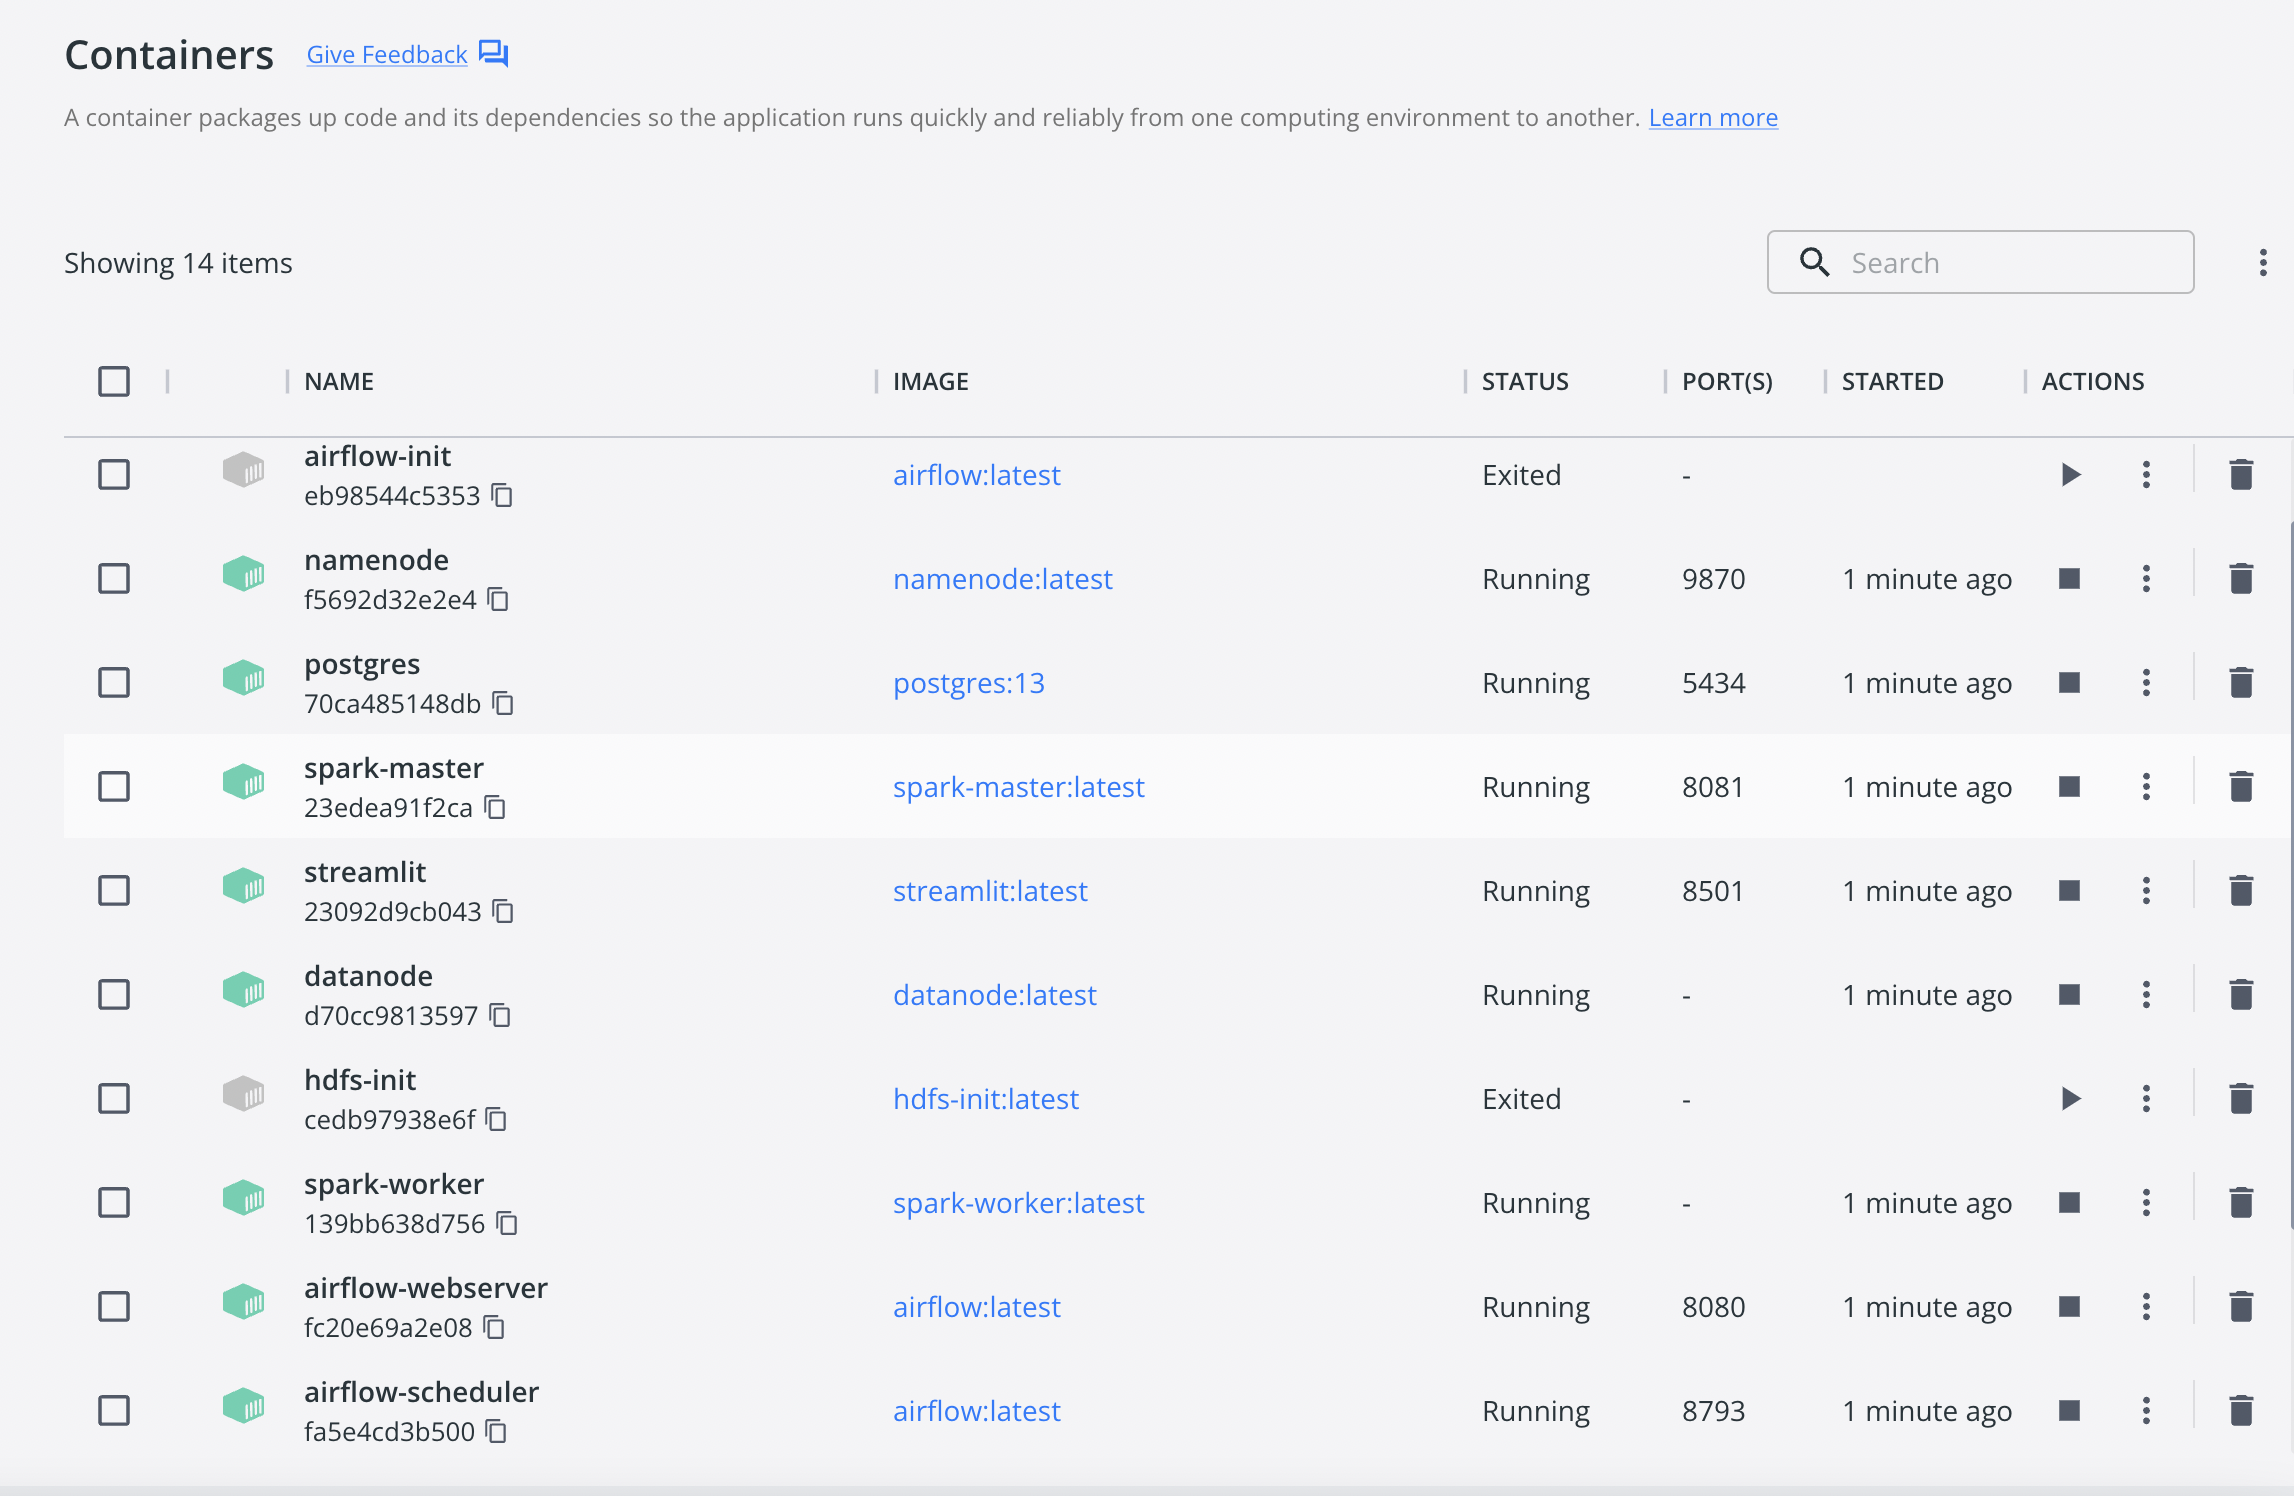 Containers Give Feedback
A container packages up code and its dependencies so the application runs quickly and reliably from one computing environment to another. Learn more
Showing 14 items Search
NAME IMAGE STATUS PORT(S) STARTED ACTIONS
airflow-init
eb98544c5353 airflow:latest Exited -
namenode
f5692d32e2e4 namenode:latest Running 9870 1 minute ago
postgres
70ca485148db postgres:13 Running 5434 1 minute ago
spark-master
23edea91f2ca spark-master:latest Running 8081 1 minute ago
streamlit
23092d9cb043 streamlit:latest Running 8501 1 minute ago
datanode
d70cc9813597 datanode:latest Running - 1 minute ago
hdfs-init
cedb97938e6f hdfs-init:latest Exited -
spark-worker
139bb638d756 spark-worker:latest Running - 1 minute ago
airflow-webserver
fc20e69a2e08 airflow:latest Running 8080 1 minute ago
airflow-scheduler
fa5e4cd3b500 airflow:latest Running 8793 1 minute ago